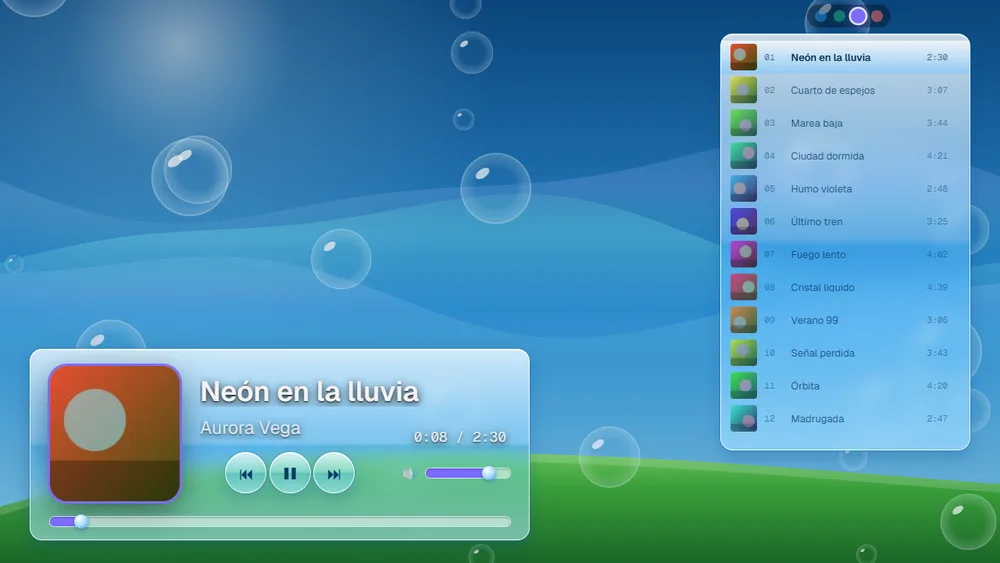 01 Neón en la lluvia 2:30
02 Cuarto de espejos 3:07
03 Marea baja 3:44
04 Ciudad dormida 4:21
05 Humo violeta 2:48
06 Último tren 3:25
07 Fuego lento 4:02
08 Cristal líquido 4:39
09 Verano 99 3:06
10 Señal perdida 3:43
11 Órbita 4:20
12 Madrugada 2:47
Neón en la lluvia
Aurora Vega
0:08 / 2:30